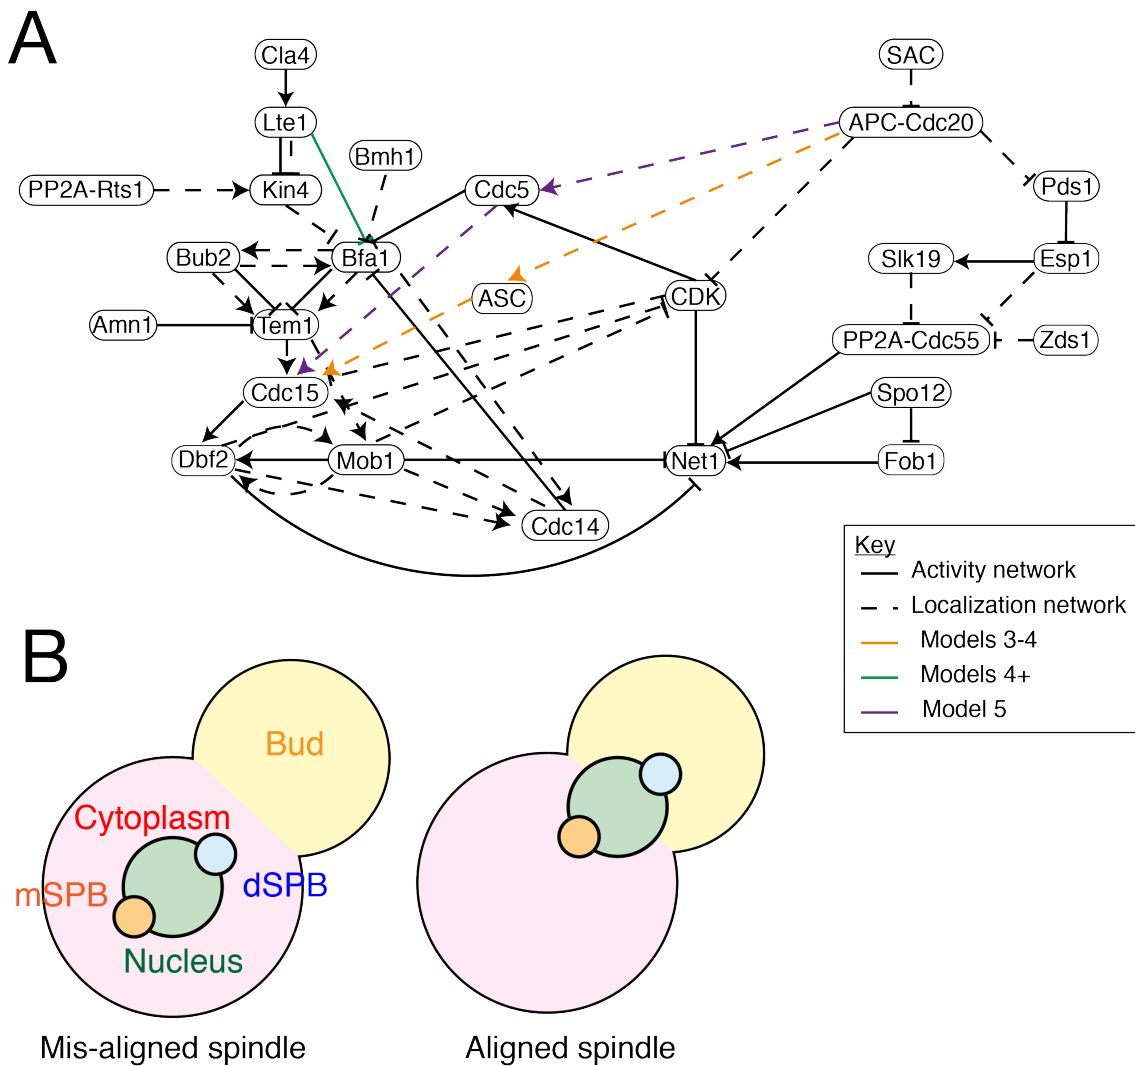 A
Cla4
SAC
Lte1
APC-Cdc20
Bmh1
PP2A-Rts1
Kin4
Cdc5
Pds1
Bub2
Bfa1
Slk19
Esp1
ASC
CDK
Amn1
Tem1
PP2A-Cdc55
Zds1
Cdc15
Spo12
Dbf2
Mob1
Net1
Fob1
Cdc14
Key
Activity network
Localization network
Models 3-4
Models 4+
Model 5
B
Bud
Cytoplasm
mSPB
dSPB
Nucleus
Mis-aligned spindle
Aligned spindle